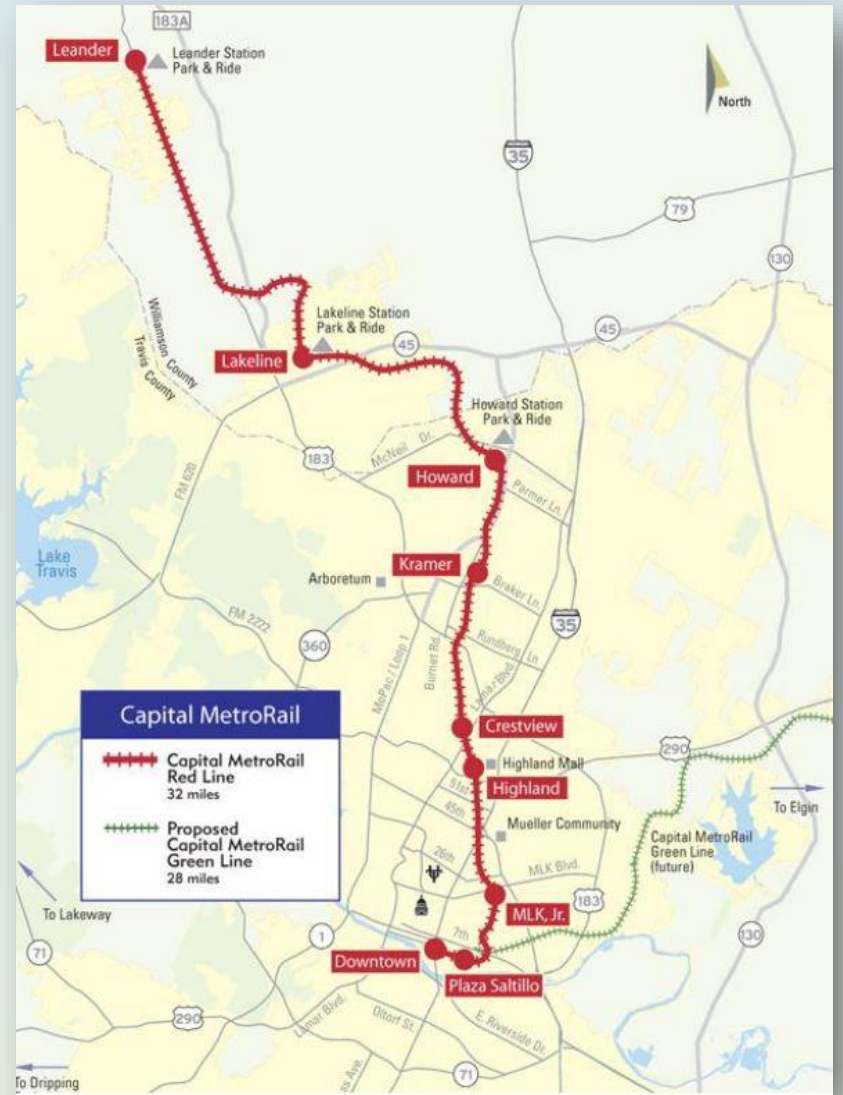 183A
Leander
Leander Station
Park & Ride
North
35
79
130
Williamson County
Travis County
Lakeline Station
Park & Ride
Lakeline
45
45
Howard Station
Park & Ride
183
McNeil Dr.
Howard
Parmer Ln.
FM 620
Lake
Travis
Kramer
Arboretum
Braker Ln.
FM 2222
Rundberg Ln
35
360
MoPac / Loop 1
Burnet Rd.
Lamar Blvd.
Crestview
290
Highland Mall
Highland
Capital MetroRail
Capital MetroRail
Red Line
32 miles
Proposed
Capital MetroRail
Green Line
28 miles
51st
45th
Mueller Community
To Elgin
Capital MetroRail
Green Line
(future)
26th
MLK Blvd.
183
MLK, Jr.
To Lakeway
1
7th
130
71
Downtown
Plaza Saltillo
290
Lamar Blvd.
Oltorf St.
E. Riverside Dr.
ss Ave.
71
To Dripping